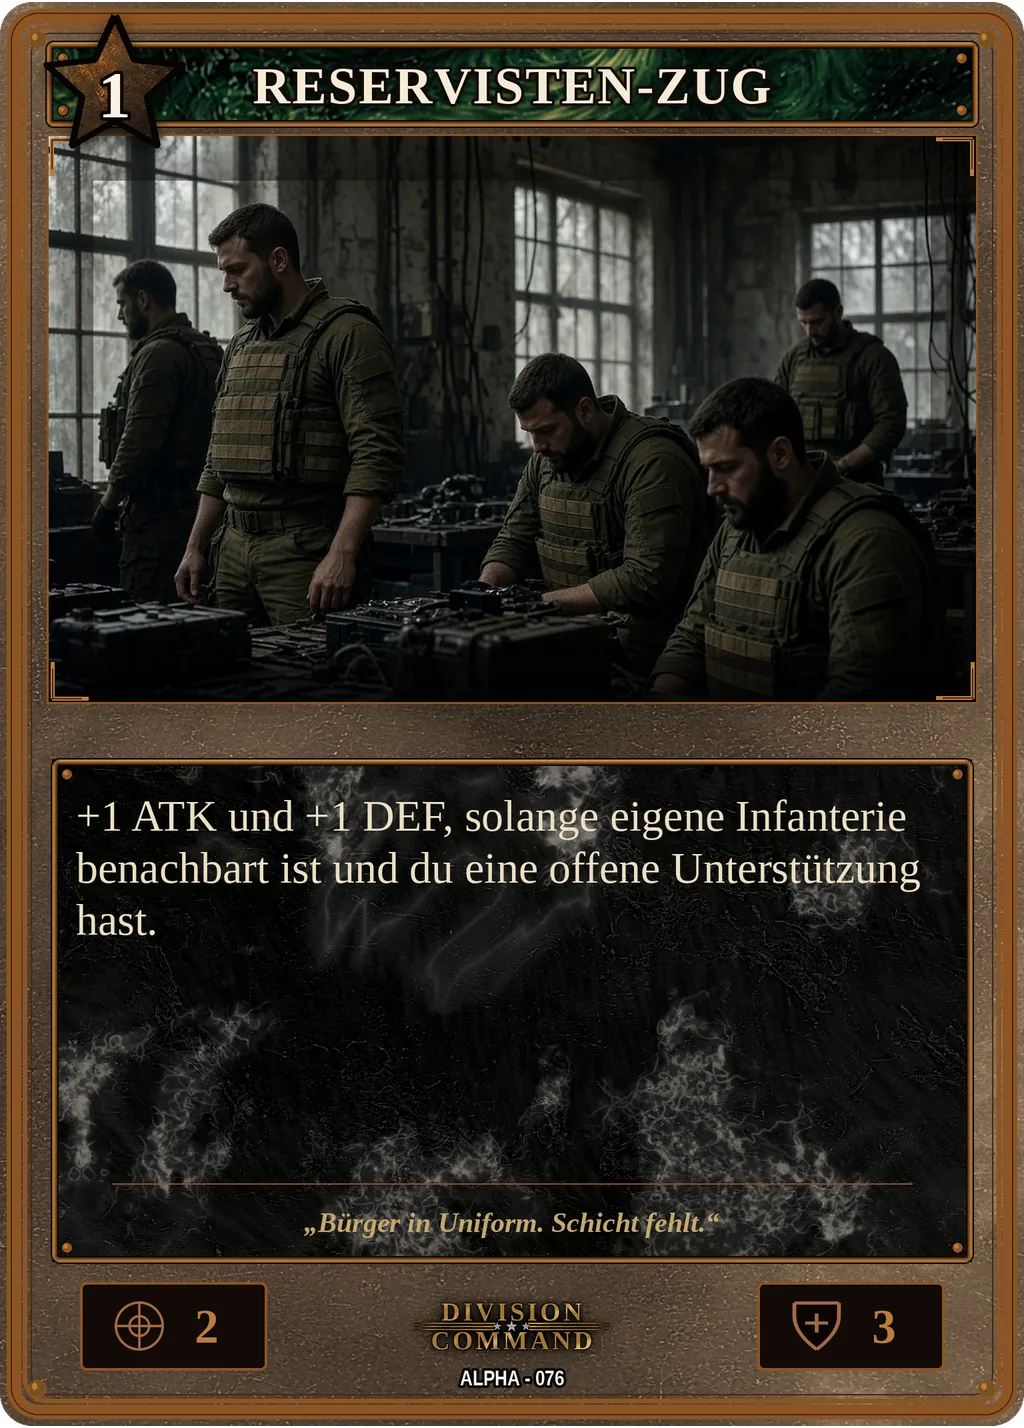 1
RESERVISTEN-ZUG
+1 ATK und +1 DEF, solange eigene Infanterie
benachbart ist und du eine offene Unterstützung
hast.
„Bürger in Uniform. Schicht fehlt.“
2
DIVISION
COMMAND
3
ALPHA - 076